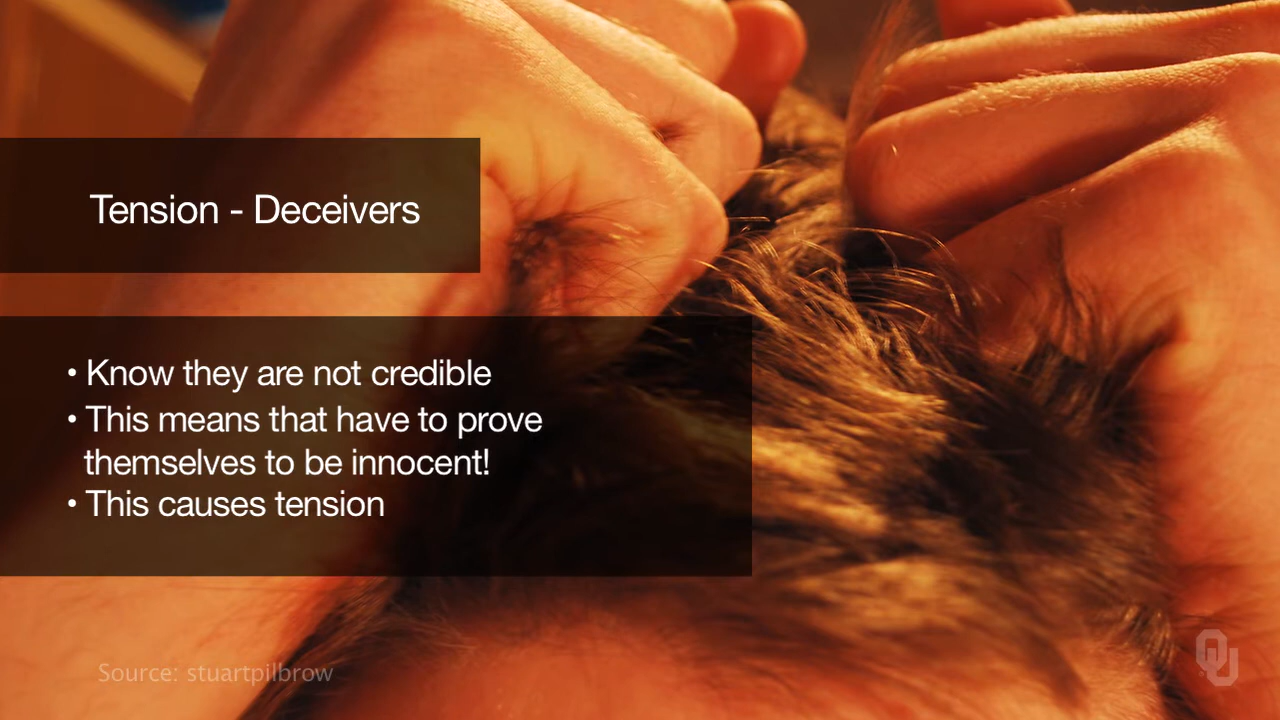 Tension - Deceivers
• Know they are not credible
• This means that have to prove
themselves to be innocent!
• This causes tension
Source: stuartpilbrow
OU